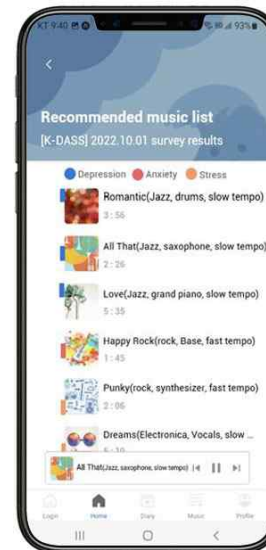 KT 9:40
93%
Recommended music list
[K-DASS] 2022.10.01 survey results
Depression Anxiety Stress
Romantic(Jazz, drums, slow tempo)
3:56
All That(Jazz, saxophone, slow tempo)
2:26
Love(Jazz, grand piano, slow tempo)
5:35
Happy Rock(rock, Base, fast tempo)
1:45
Punky(rock, synthesizer, fast tempo)
2:06
Dreams(Electronica, Vocals, slow ...
All That(Jazz, saxophone, slow tempo)
Login Home Diary Music Profile